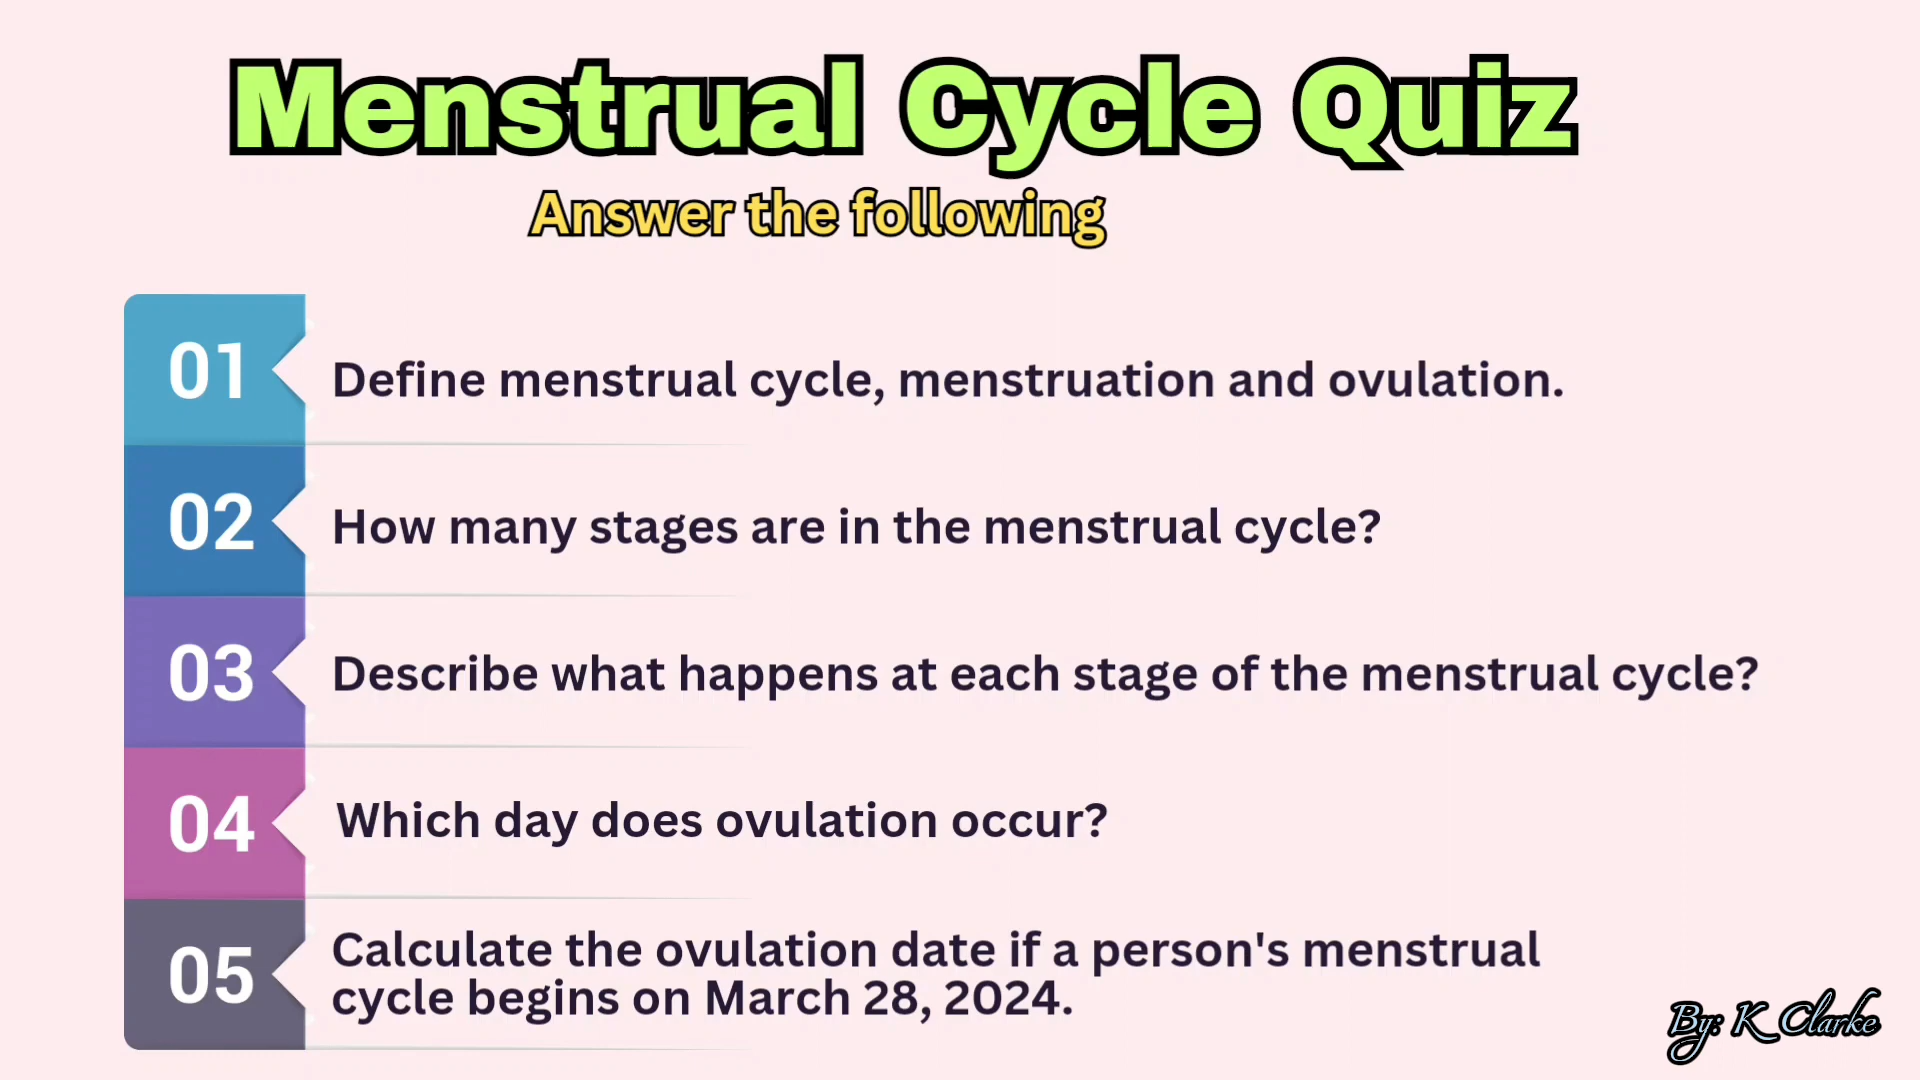 Menstrual Cycle Quiz
Answer the following
01
Define menstrual cycle, menstruation and ovulation.
02
How many stages are in the menstrual cycle?
03
Describe what happens at each stage of the menstrual cycle?
04
Which day does ovulation occur?
05
Calculate the ovulation date if a person's menstrual
cycle begins on March 28, 2024.
By: K Clarke